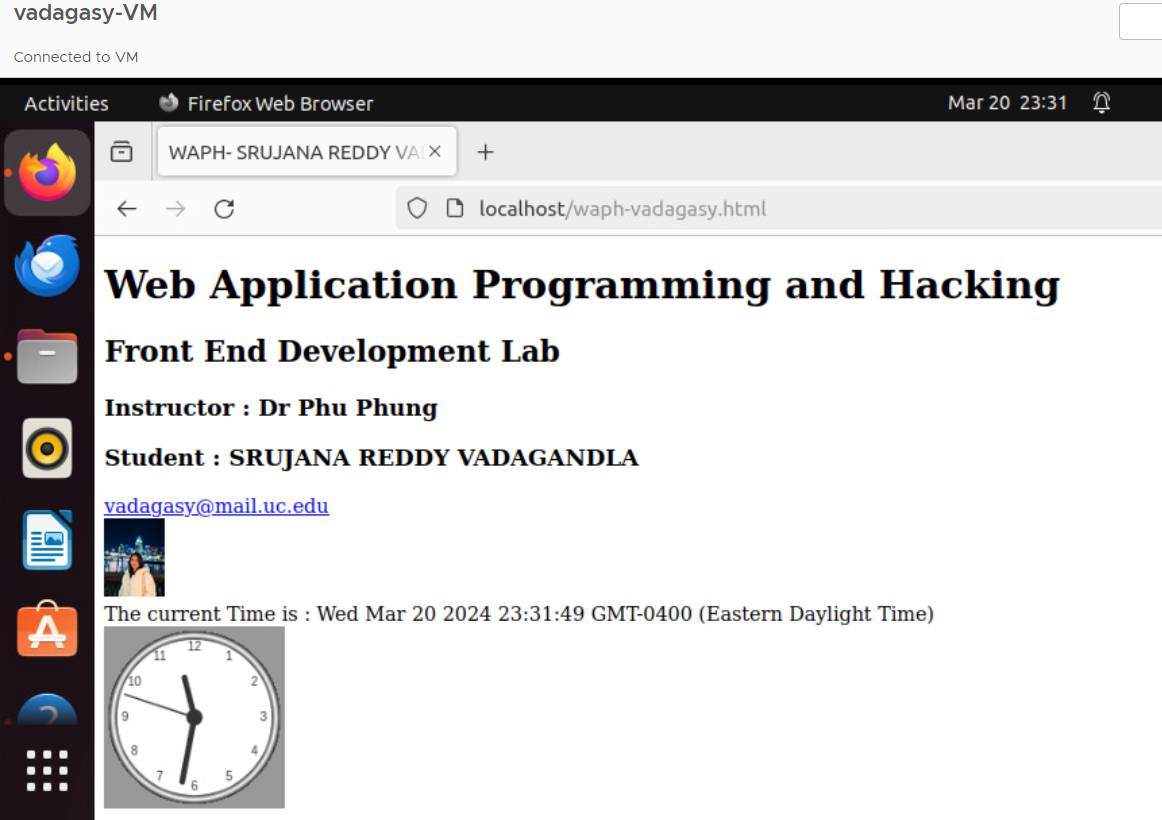 vadagasy-VM
Connected to VM
Activities Firefox Web Browser Mar 20 23:31
WAPH- SRUJANA REDDY VA
localhost/waph-vadagasy.html
Web Application Programming and Hacking
Front End Development Lab
Instructor : Dr Phu Phung
Student : SRUJANA REDDY VADAGANDLA
vadagasy@mail.uc.edu
The current Time is : Wed Mar 20 2024 23:31:49 GMT-0400 (Eastern Daylight Time)
12
11 1
10 2
9 3
8 4
7 5
6